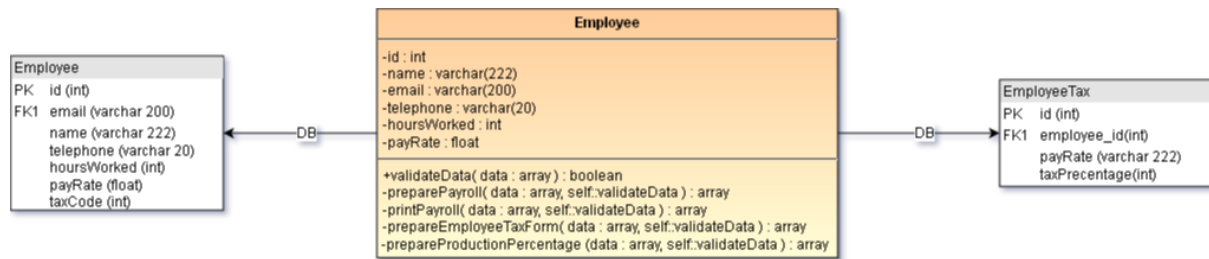 Employee
PK id (int)
FK1 email (varchar 200)
name (varchar 222)
telephone (varchar 20)
hoursWorked (int)
payRate (float)
taxCode (int)
DB
Employee
-id : int
-name : varchar(222)
-email : varchar(200)
-telephone : varchar(20)
-hoursWorked : int
-payRate : float
+validateData( data : array ) : boolean
-preparePayroll( data : array, self::validateData ) : array
-printPayroll( data : array, self::validateData ) : array
-prepareEmployeeTaxForm( data : array, self::validateData ) : array
-prepareProductionPercentage (data : array, self::validateData ) : array
DB
EmployeeTax
PK id (int)
FK1 employee_id(int)
payRate (varchar 222)
taxPrecentage(int)